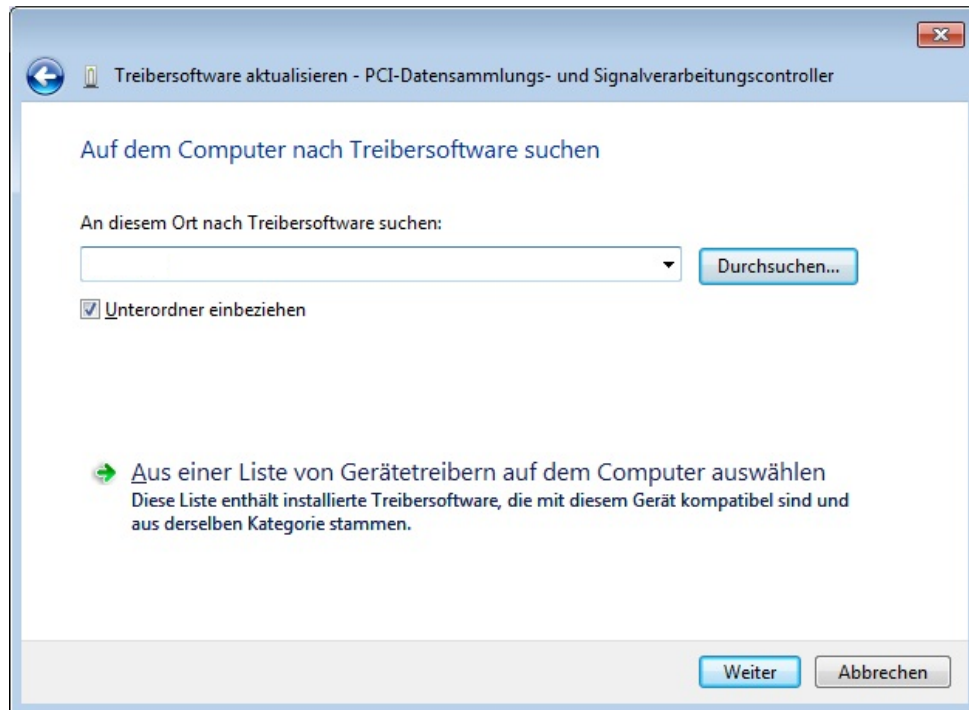 Treibersoftware aktualisieren - PCI-Datensammlungs- und Signalverarbeitungscontroller
Auf dem Computer nach Treibersoftware suchen
An diesem Ort nach Treibersoftware suchen:
Durchsuchen...
Unterordner einbeziehen
Aus einer Liste von Gerätetreibern auf dem Computer auswählen
Diese Liste enthält installierte Treibersoftware, die mit diesem Gerät kompatibel sind und
aus derselben Kategorie stammen.
Weiter
Abbrechen